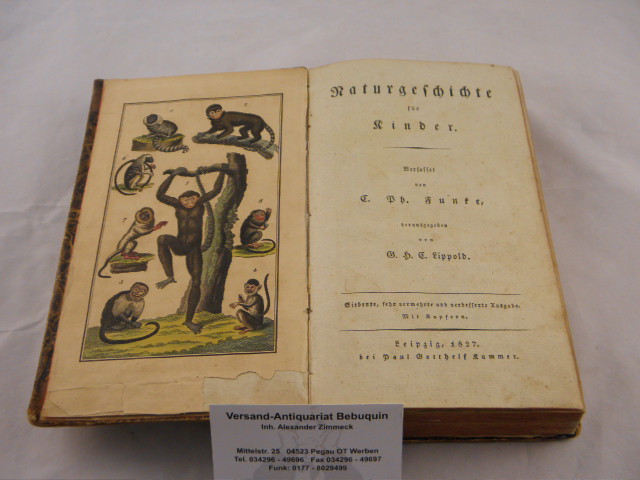 Naturgeschichte
für
Kinder.
Verfasset
von
C. Ph. Funke,
herausgegeben
von
G. H. C. Lippold.
Siebente, sehr vermehrte und verbesserte Ausgabe.
Mit Kupfern.
Leipzig, 1827.
bei Paul Gotthelf Kummer.
Versand-Antiquariat Bebuquin
Inh. Alexander Zimmeck
Mittelstr. 25 04523 Pegau OT Werben
Tel. 034296 - 49696 Fax 034296 - 49697
Funk: 0177 - 6029499